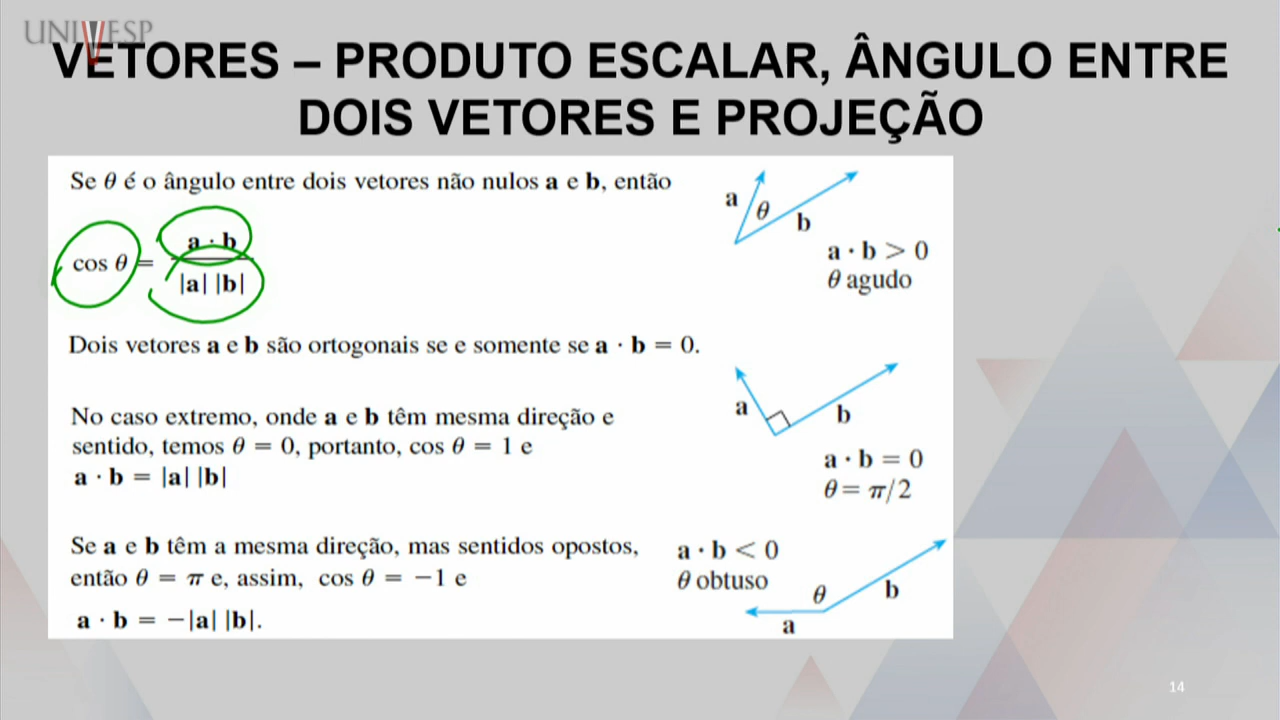 UNIVESP
VETORES – PRODUTO ESCALAR, ÂNGULO ENTRE
DOIS VETORES E PROJEÇÃO
Se θ é o ângulo entre dois vetores não nulos a e b, então
cos θ = a · b / |a| |b|
Dois vetores a e b são ortogonais se e somente se a · b = 0.
No caso extremo, onde a e b têm mesma direção e
sentido, temos θ = 0, portanto, cos θ = 1 e
a · b = |a| |b|
Se a e b têm a mesma direção, mas sentidos opostos,
então θ = π e, assim, cos θ = −1 e
a · b = −|a| |b|.
a
θ
b
a · b > 0
θ agudo
a
b
a · b = 0
θ = π/2
a · b < 0
θ obtuso
θ
b
a
14